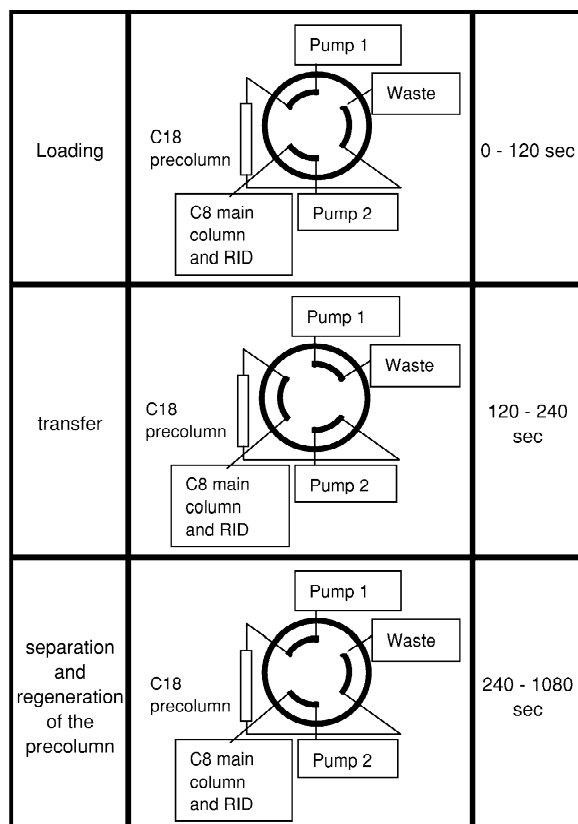 Loading
Pump 1
Waste
C18
precolumn
C8 main
column
and RID
Pump 2
0 - 120 sec
transfer
Pump 1
Waste
C18
precolumn
C8 main
column
and RID
Pump 2
120 - 240
sec
separation
and
regeneration
of the
precolumn
Pump 1
Waste
C18
precolumn
C8 main
column
and RID
Pump 2
240 - 1080
sec